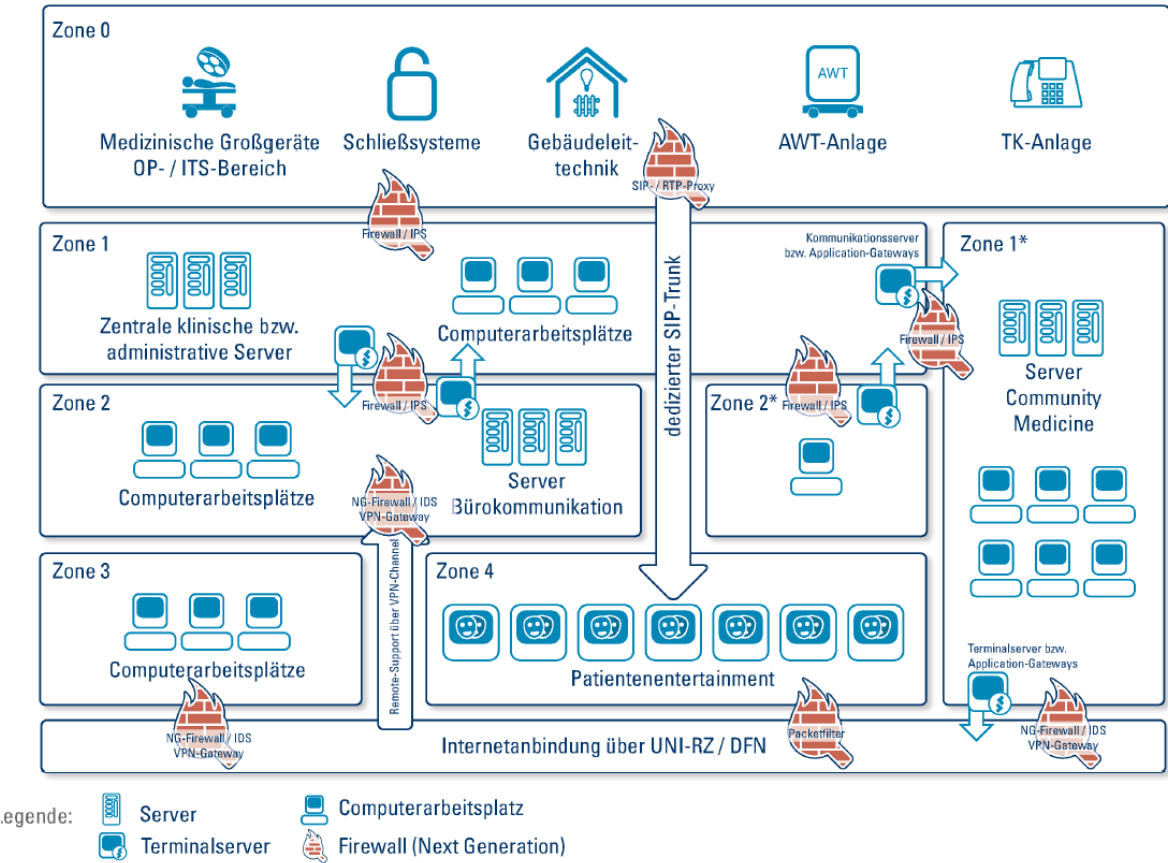 Zone 0
AWT
Medizinische Großgeräte
OP- / ITS-Bereich
Schließsysteme
Gebäudeleit-
technik
AWT-Anlage
TK-Anlage
SIP- / RTP-Proxy
Firewall / IPS
Zone 1
Zentrale klinische bzw.
administrative Server
Computerarbeitsplätze
dedizierter SIP-Trunk
Kommunikationsserver
bzw. Application-Gateways
Firewall / IPS
Zone 1*
Server
Community
Medicine
Firewall / IPS
Zone 2
Computerarbeitsplätze
Server
Bürokommunikation
NG-Firewall / IDS
VPN-Gateway
Zone 2*
Firewall / IPS
Zone 3
Computerarbeitsplätze
Remote-Support über VPN-Channel
Zone 4
Patientenentertainment
Terminalserver bzw.
Application-Gateways
NG-Firewall / IDS
VPN-Gateway
Internetanbindung über UNI-RZ / DFN
Packetfilter
NG-Firewall / IDS
VPN-Gateway
.egende:
Server
Computerarbeitsplatz
Terminalserver
Firewall (Next Generation)